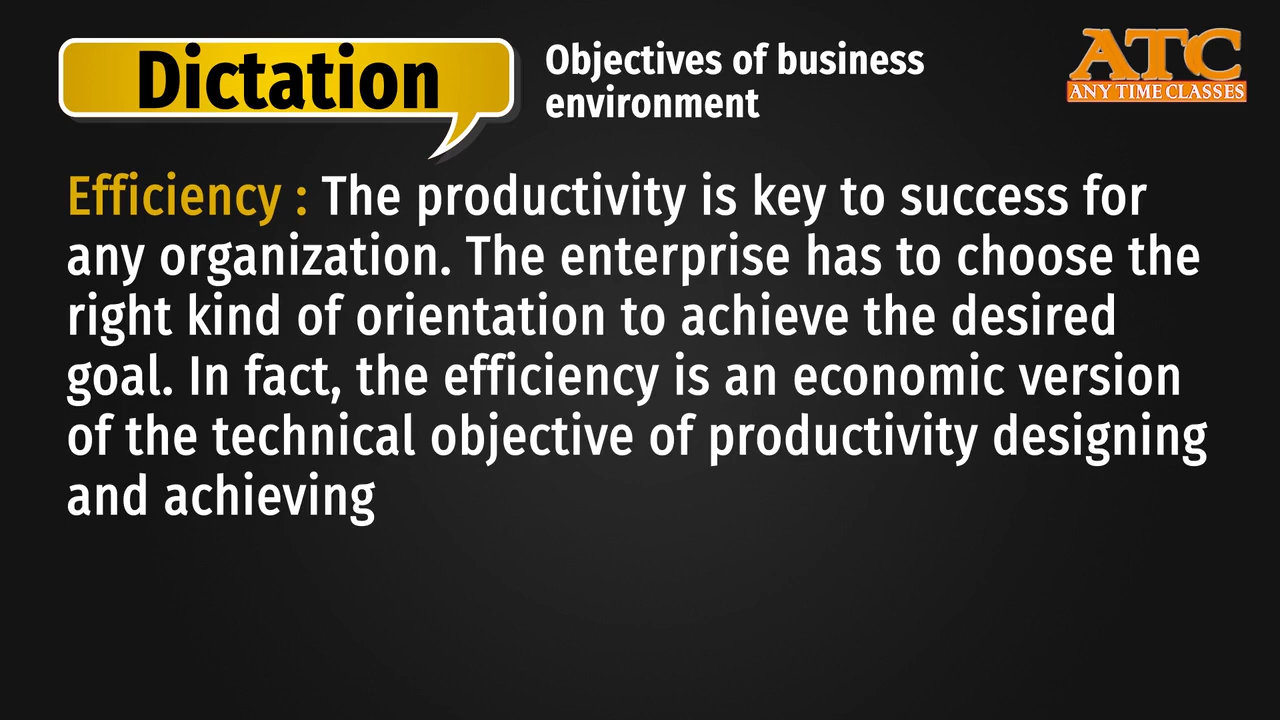 Dictation
Objectives of business
environment
ATC
ANY TIME CLASSES
Efficiency : The productivity is key to success for
any organization. The enterprise has to choose the
right kind of orientation to achieve the desired
goal. In fact, the efficiency is an economic version
of the technical objective of productivity designing
and achieving